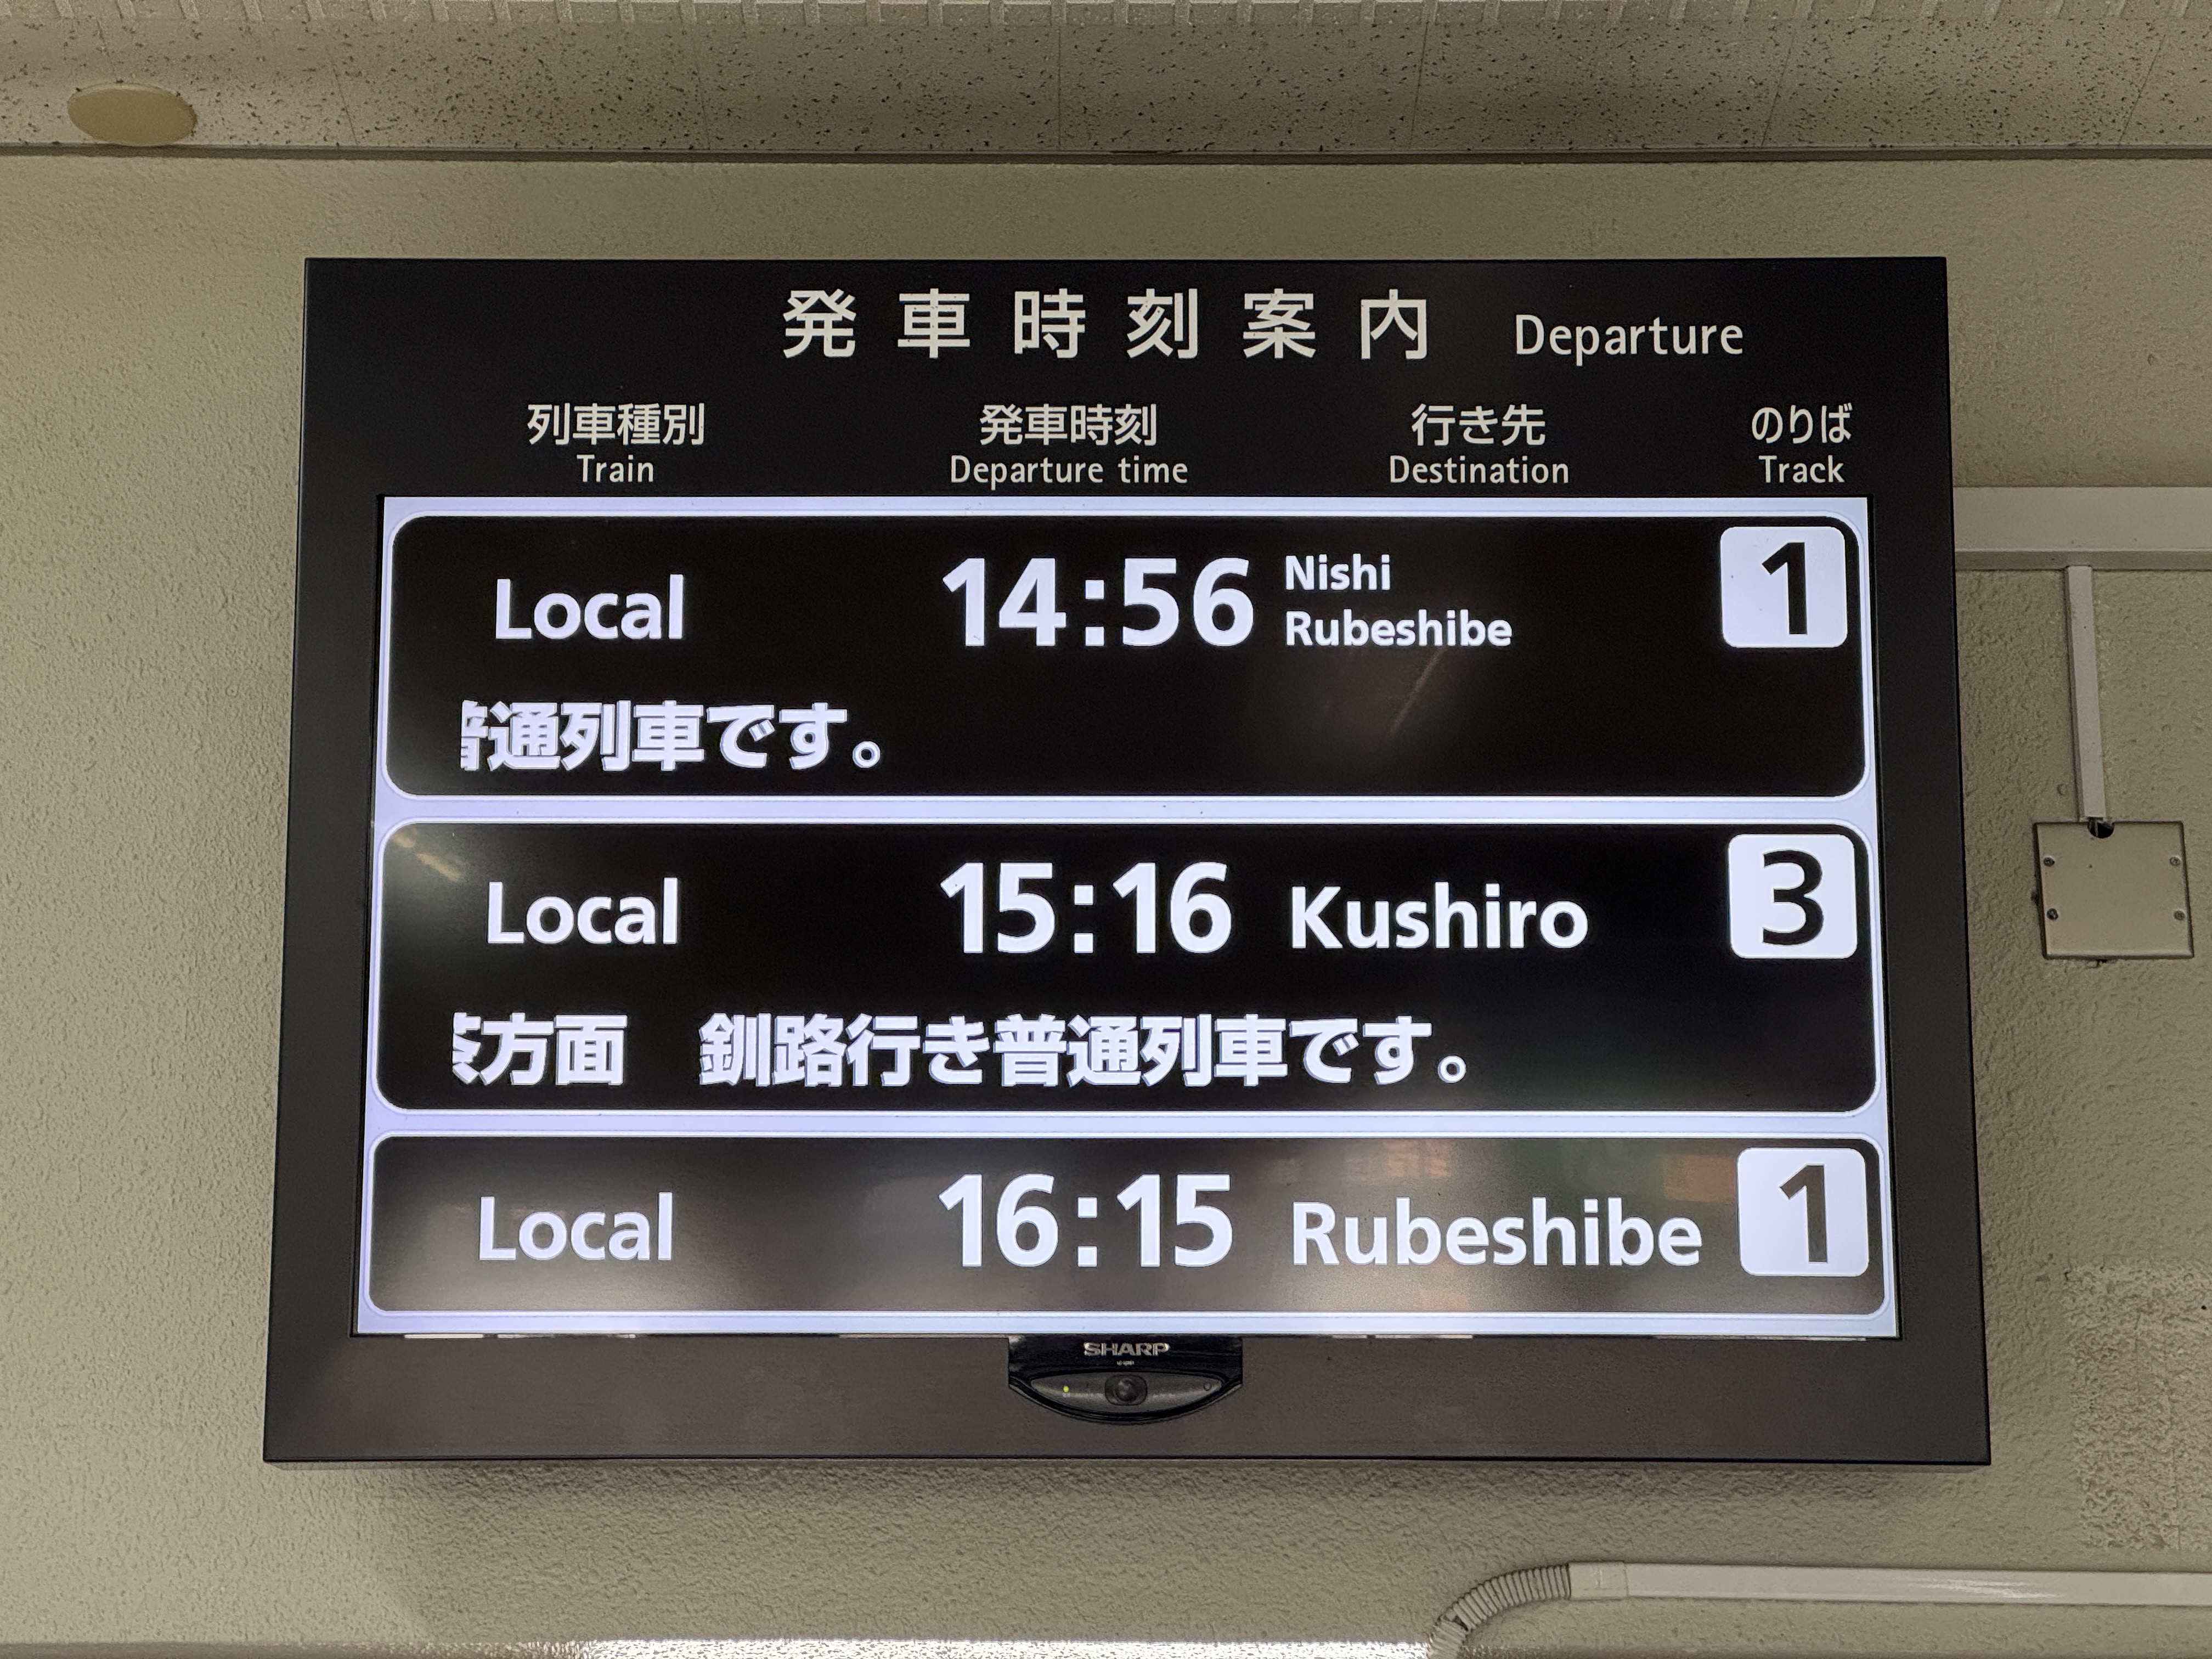 発車時刻案内 Departure
列車種別 発車時刻 行き先 のりば
Train Departure time Destination Track
Local 14:56 Nishi Rubeshibe 1
普通列車です。
Local 15:16 Kushiro 3
方面 釧路行き普通列車です。
Local 16:15 Rubeshibe 1
SHARP